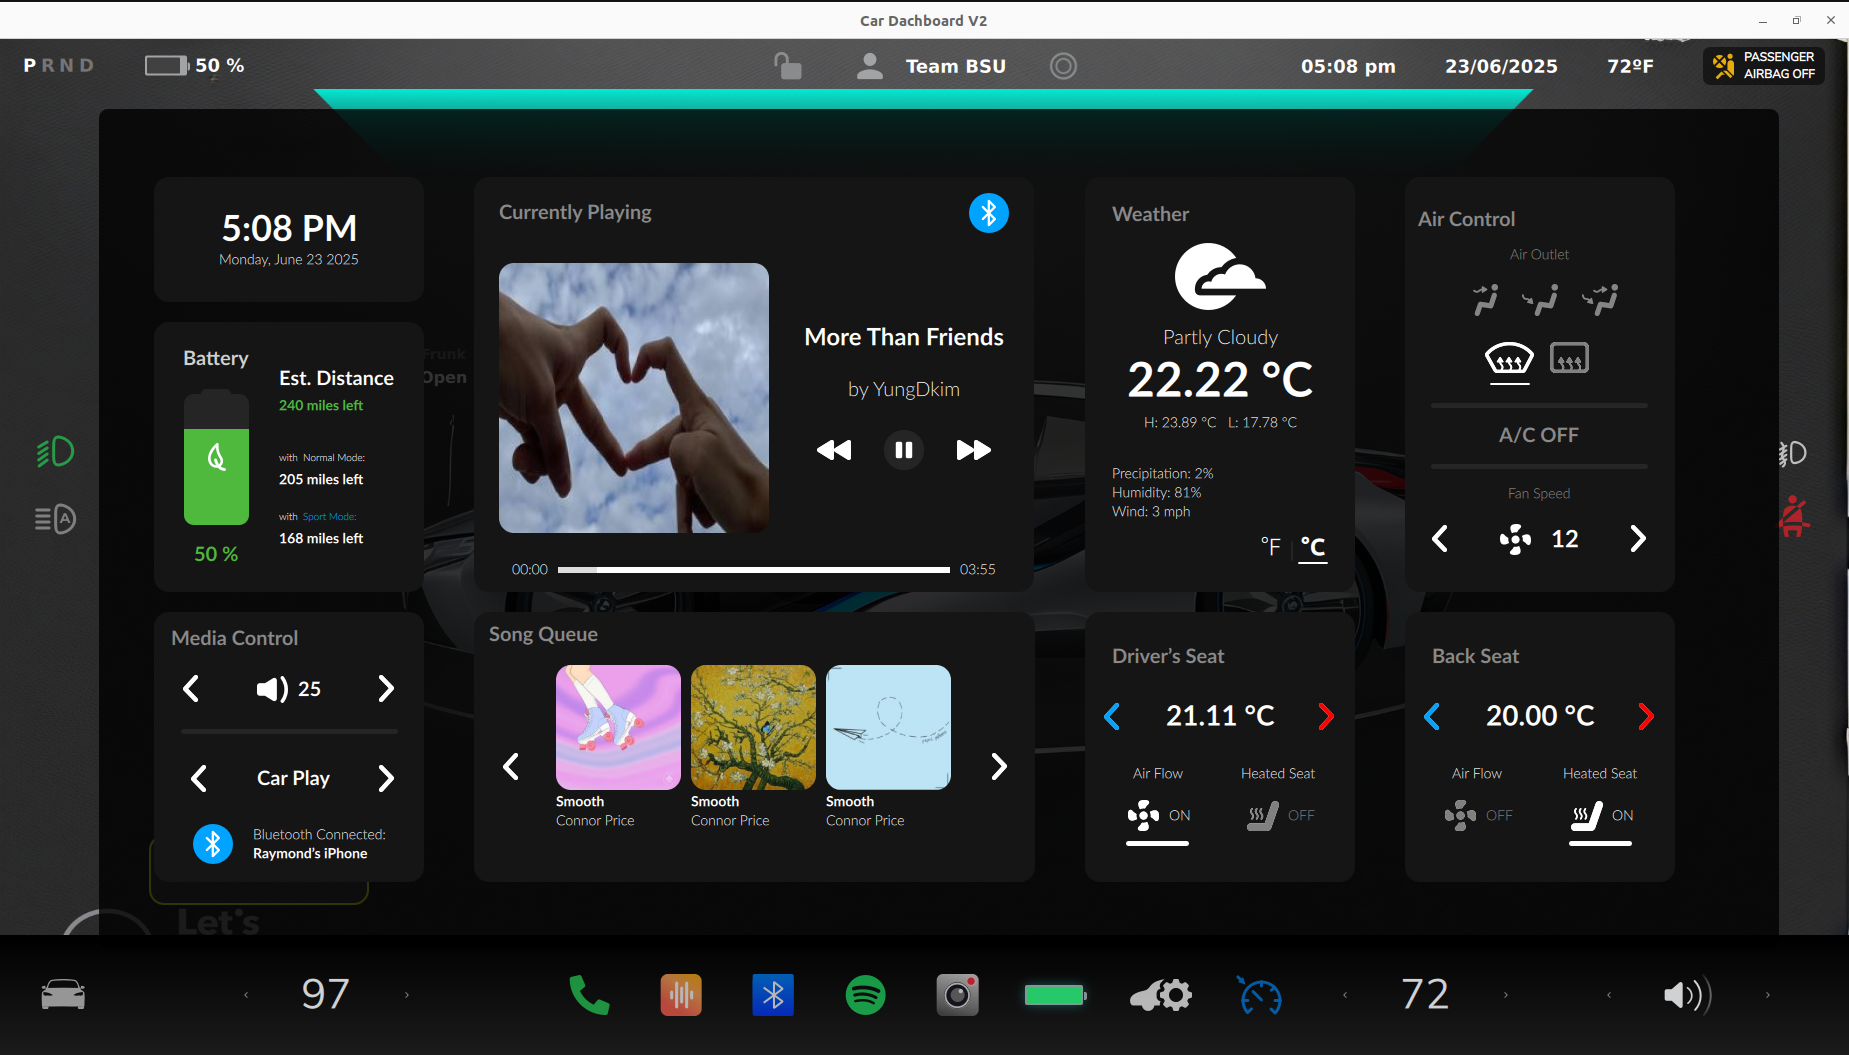 Car Dachboard V2
P R N D
50 %
Team BSU
05:08 pm
23/06/2025
72ºF
PASSENGER
AIRBAG OFF
5:08 PM
Monday, June 23 2025
Battery
Est. Distance
240 miles left
with Normal Mode:
205 miles left
with Sport Mode:
168 miles left
50 %
Frunk
Open
Currently Playing
More Than Friends
by YungDkim
00:00
03:55
Weather
Partly Cloudy
22.22 °C
H: 23.89 °C L: 17.78 °C
Precipitation: 2%
Humidity: 81%
Wind: 3 mph
°F | °C
Air Control
Air Outlet
A/C OFF
Fan Speed
12
A
Media Control
25
Car Play
Bluetooth Connected:
Raymond's iPhone
Song Queue
Smooth
Connor Price
Smooth
Connor Price
Smooth
Connor Price
Driver's Seat
21.11 °C
Air Flow
Heated Seat
ON
OFF
Back Seat
20.00 °C
Air Flow
Heated Seat
OFF
ON
Let's
97
72